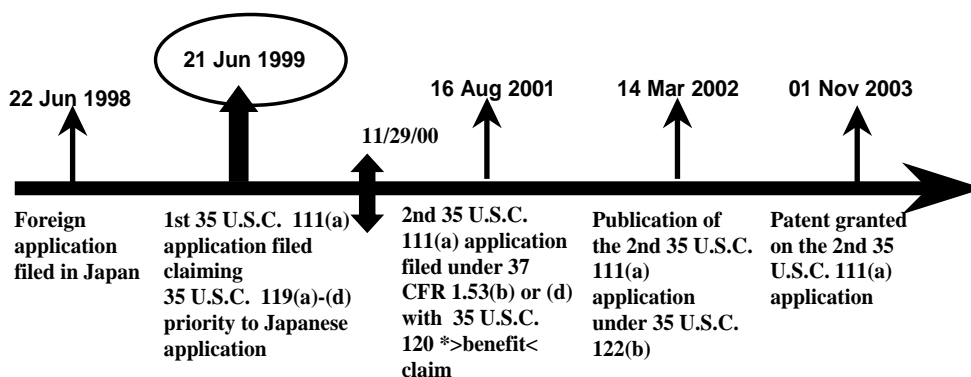 21 Jun 1999
22 Jun 1998
16 Aug 2001
14 Mar 2002
01 Nov 2003
11/29/00
Foreign
application
filed in Japan
1st 35 U.S.C. 111(a)
application filed
claiming
35 U.S.C. 119(a)-(d)
priority to Japanese
application
2nd 35 U.S.C.
111(a) application
filed under 37
CFR 1.53(b) or (d)
with 35 U.S.C.
120 *>benefit<
claim
Publication of
the 2nd 35 U.S.C.
111(a)
application
under 35 U.S.C.
122(b)
Patent granted
on the 2nd 35
U.S.C. 111(a)
application